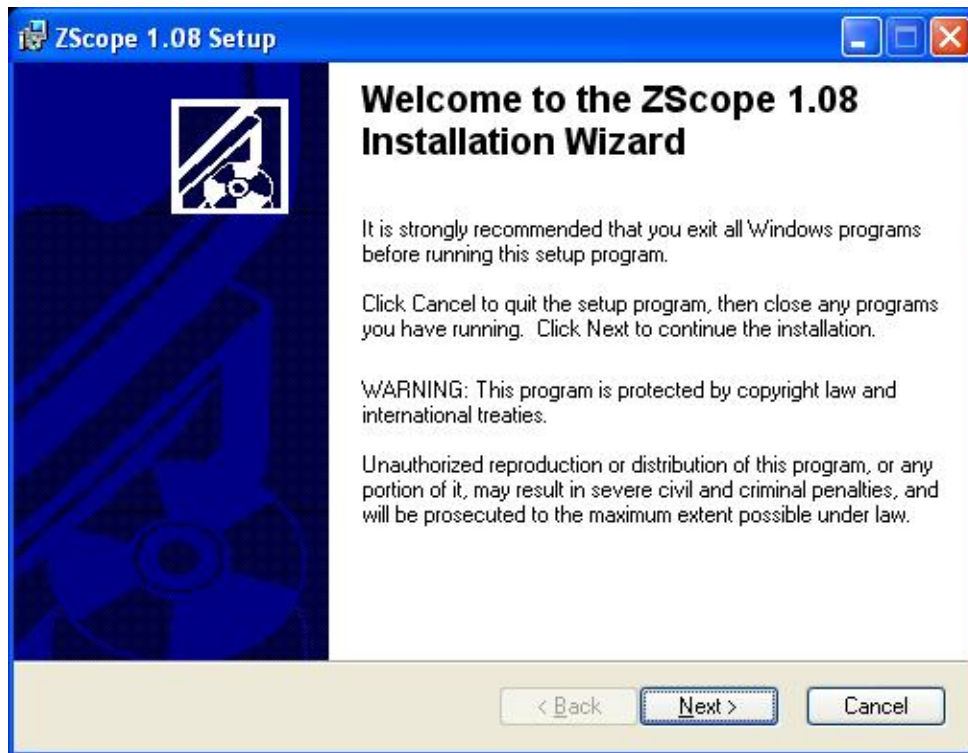 ZScope 1.08 Setup
Welcome to the ZScope 1.08
Installation Wizard
It is strongly recommended that you exit all Windows programs
before running this setup program.
Click Cancel to quit the setup program, then close any programs
you have running.  Click Next to continue the installation.
WARNING: This program is protected by copyright law and
international treaties.
Unauthorized reproduction or distribution of this program, or any
portion of it, may result in severe civil and criminal penalties, and
will be prosecuted to the maximum extent possible under law.
< Back   Next >   Cancel